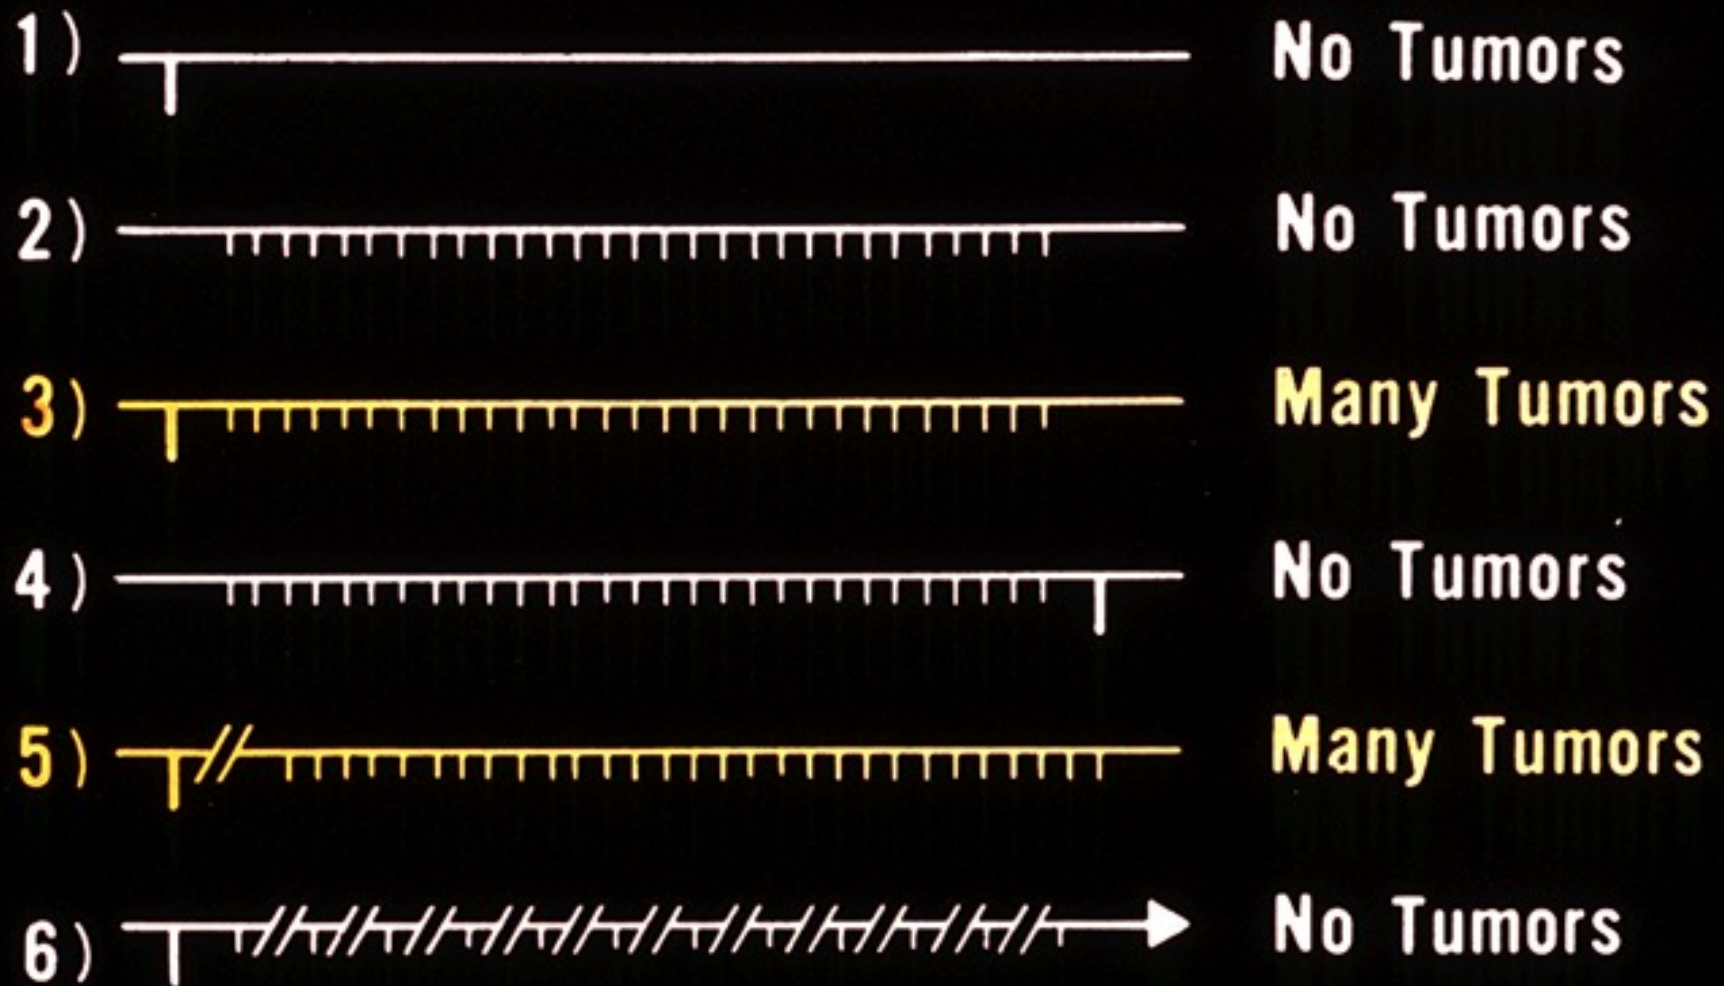 1) No Tumors
2) No Tumors
3) Many Tumors
4) No Tumors
5) Many Tumors
6) No Tumors